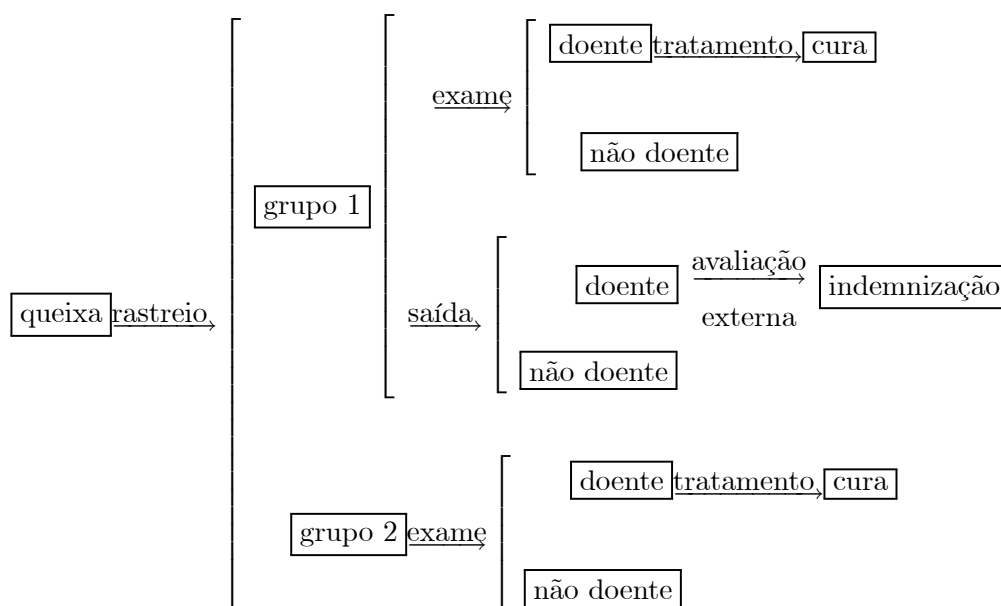 doente tratamento cura
exame
não doente
grupo 1
avaliação
doente indemnização
queixa rastreio saída externa
não doente
doente tratamento cura
grupo 2 exame
não doente